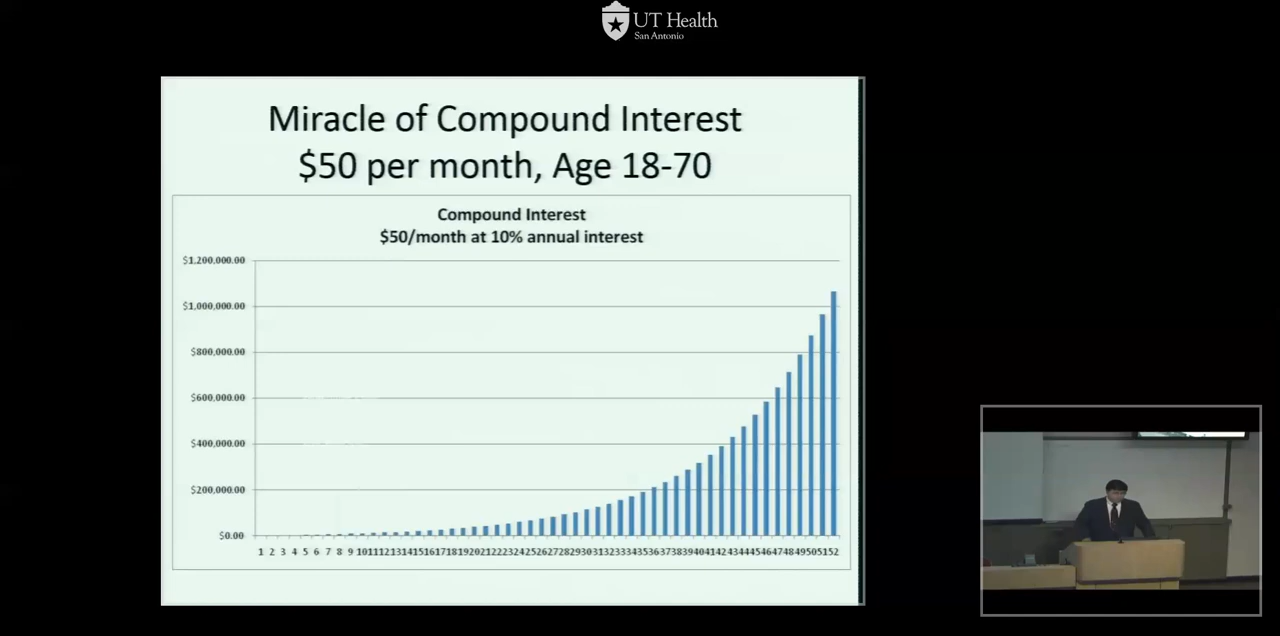 UT Health
San Antonio
Miracle of Compound Interest
$50 per month, Age 18-70
Compound Interest
$50/month at 10% annual interest
$1,200,000.00
$1,000,000.00
$800,000.00
$600,000.00
$400,000.00
$200,000.00
$0.00
1 2 3 4 5 6 7 8 9 10 11 12 13 14 15 16 17 18 19 20 21 22 23 24 25 26 27 28 29 30 31 32 33 34 35 36 37 38 39 40 41 42 43 44 45 46 47 48 49 50 51 52